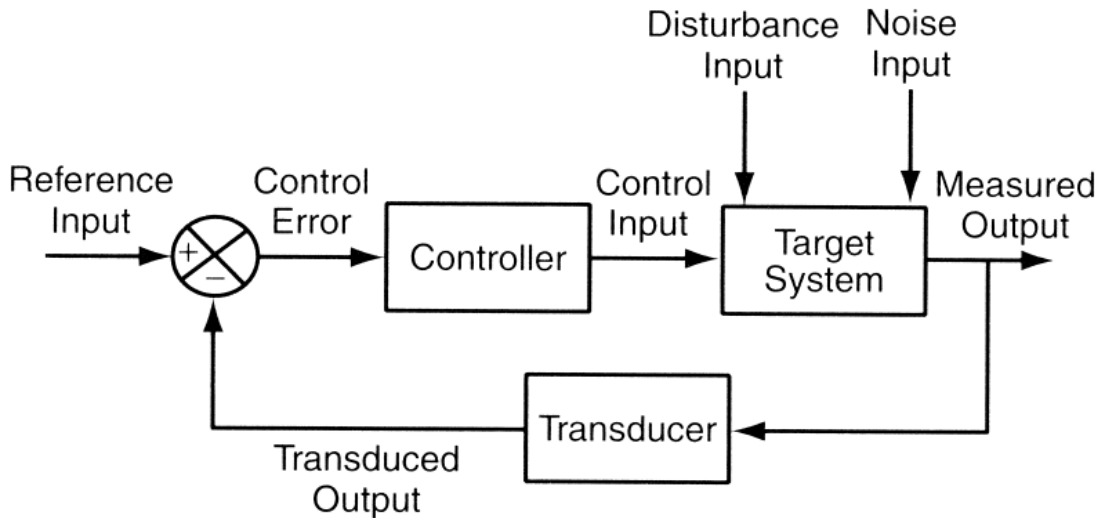 Disturbance
Input
Noise
Input
Reference
Input
Control
Error
Control
Input
Measured
Output
+
−
Controller
Target
System
Transducer
Transduced
Output